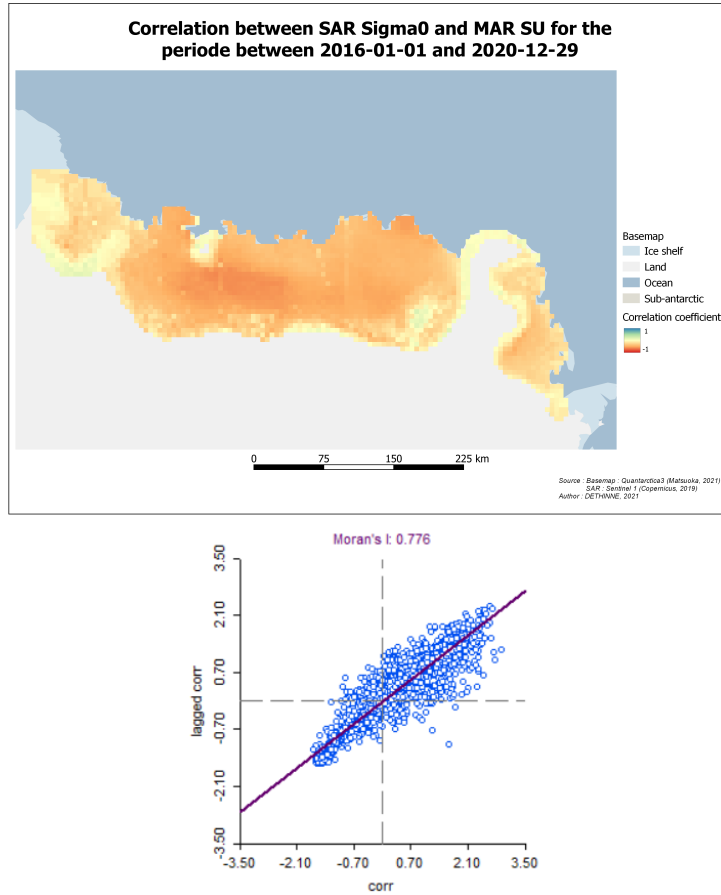 Correlation between SAR Sigma0 and MAR SU for the
periode between 2016-01-01 and 2020-12-29
Basemap
Ice shelf
Land
Ocean
Sub-antarctic
Correlation coefficient
1
-1
0 75 150 225 km
Source : Basemap : Quantarctica3 (Matsuoka, 2021)
SAR : Sentinel 1 (Copernicus, 2019)
Author : DETHINNE, 2021
Moran's I: 0.776
3.50
2.10
0.70
-0.70
-2.10
-3.50
lagged corr
-3.50 -2.10 -0.70 0.70 2.10 3.50
corr